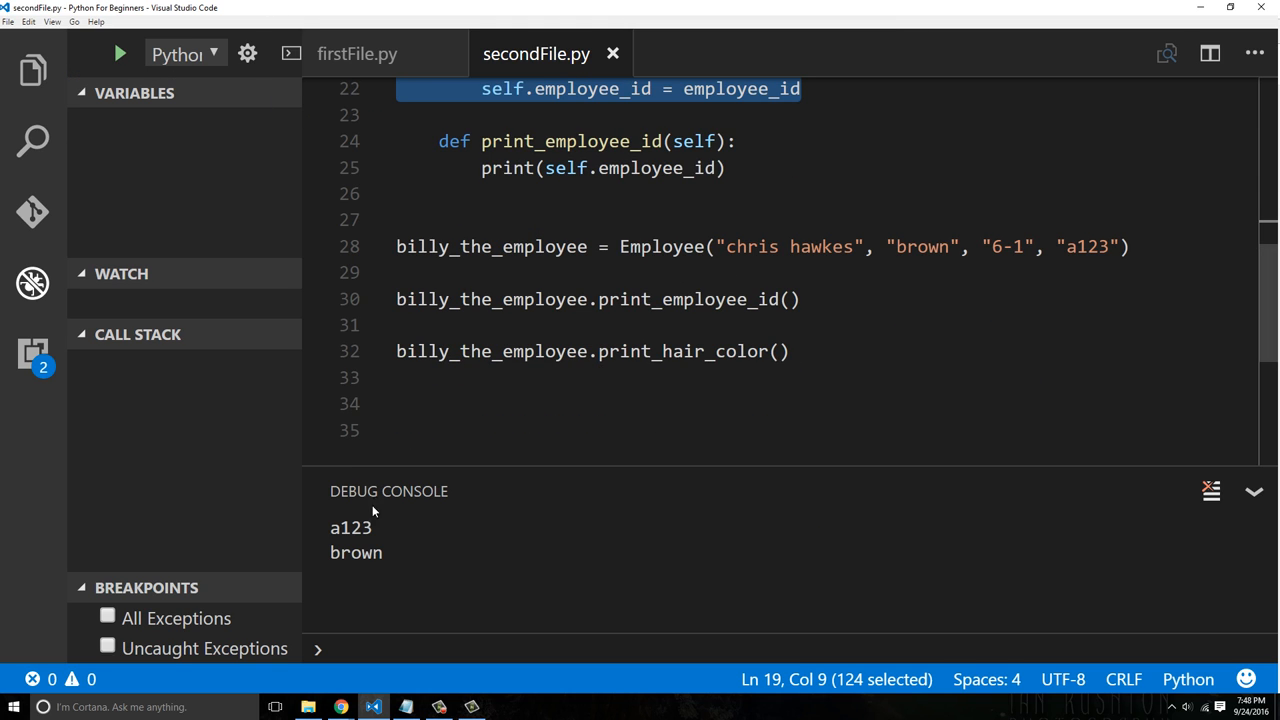 secondFile.py - Python For Beginners - Visual Studio Code
File Edit View Go Help
Pythor
firstFile.py
secondFile.py
VARIABLES
WATCH
CALL STACK
2
BREAKPOINTS
All Exceptions
Uncaught Exceptions
22 self.employee_id = employee_id
23
24 def print_employee_id(self):
25 print(self.employee_id)
26
27
28 billy_the_employee = Employee("chris hawkes", "brown", "6-1", "a123")
29
30 billy_the_employee.print_employee_id()
31
32 billy_the_employee.print_hair_color()
33
34
35
DEBUG CONSOLE
a123
brown
0 0
Ln 19, Col 9 (124 selected) Spaces: 4 UTF-8 CRLF Python
I'm Cortana. Ask me anything.
7:48 PM
9/24/2016